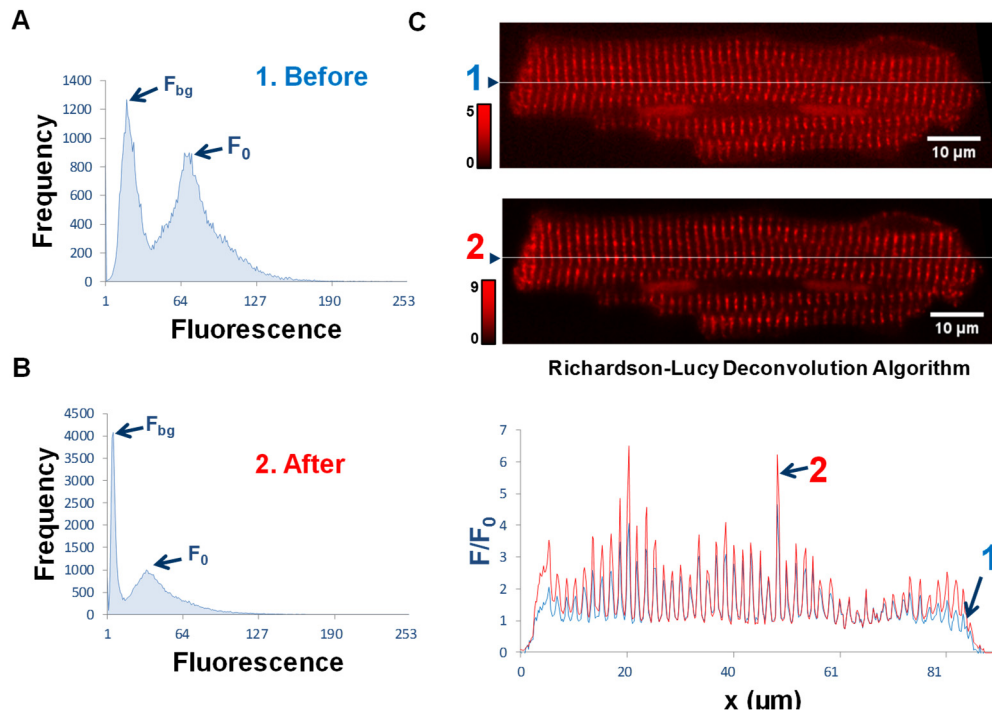 A
1. Before
1400
1200
1000
800
600
400
200
0
Frequency
Fbg
F0
1 64 127 190 253
Fluorescence
B
2. After
4500
4000
3500
3000
2500
2000
1500
1000
500
0
Frequency
Fbg
F0
1 64 127 190 253
Fluorescence
C
1
5
0
10 µm
2
9
0
10 µm
Richardson-Lucy Deconvolution Algorithm
7
6
5
4
3
2
1
0
F/F0
2
1
0 20 40 61 81
x (µm)